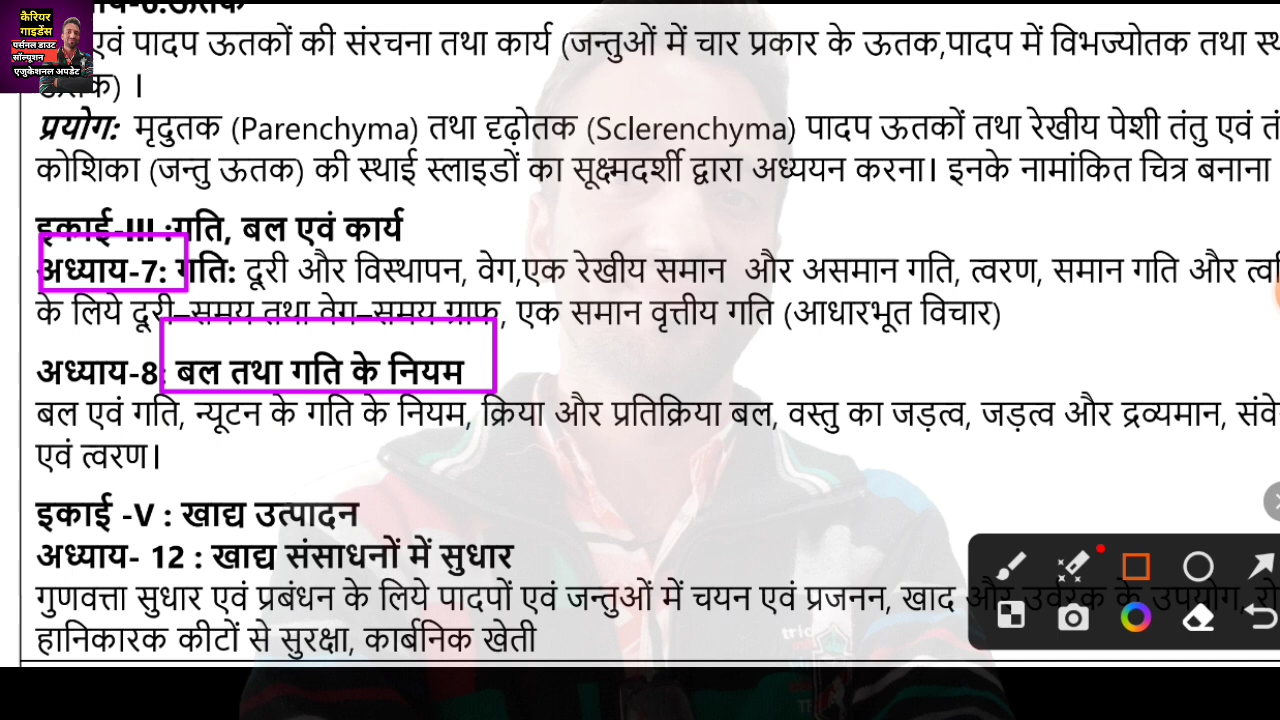 कैरियर
गाइडेंस
पर्सनल डाउट
सॉल्यूशन
एजुकेशनल अपडेट
एवं पादप ऊतकों की संरचना तथा कार्य (जन्तुओं में चार प्रकार के ऊतक,पादप में विभज्योतक तथा
प्रयोग: मृदुतक (Parenchyma) तथा दृढ़ोतक (Sclerenchyma) पादप ऊतकों तथा रेखीय पेशी तंतु एवं
कोशिका (जन्तु ऊतक) की स्थाई स्लाइडों का सूक्ष्मदर्शी द्वारा अध्ययन करना। इनके नामांकित चित्र बनाना
इकाई-III :गति, बल एवं कार्य
अध्याय-7: गति: दूरी और विस्थापन, वेग,एक रेखीय समान और असमान गति, त्वरण, समान गति और
के लिये दूरी–समय तथा वेग–समय ग्राफ, एक समान वृत्तीय गति (आधारभूत विचार)
अध्याय-8: बल तथा गति के नियम
बल एवं गति, न्यूटन के गति के नियम, क्रिया और प्रतिक्रिया बल, वस्तु का जड़त्व, जड़त्व और द्रव्यमान,
एवं त्वरण।
इकाई -V : खाद्य उत्पादन
अध्याय- 12 : खाद्य संसाधनों में सुधार
गुणवत्ता सुधार एवं प्रबंधन के लिये पादपों एवं जन्तुओं में चयन एवं प्रजनन, खाद और उर्वरक के उपयोग,
हानिकारक कीटों से सुरक्षा, कार्बनिक खेती